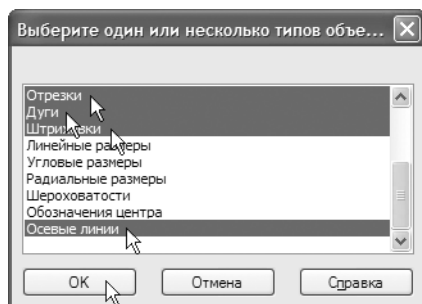 Выберите один или несколько типов объе...
Отрезки
Дуги
Штриховки
Линейные размеры
Угловые размеры
Радиальные размеры
Шероховатости
Обозначения центра
Осевые линии
OK
Отмена
Справка